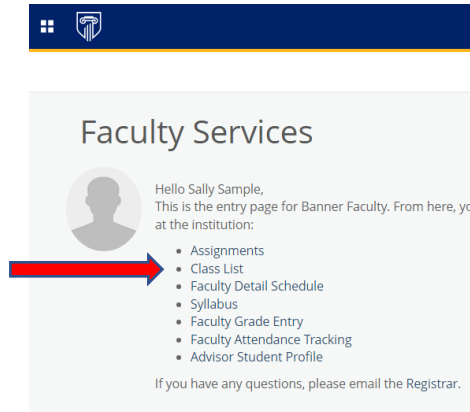 Faculty Services
Hello Sally Sample,
This is the entry page for Banner Faculty. From here,
at the institution:
Assignments
Class List
Faculty Detail Schedule
Syllabus
Faculty Grade Entry
Faculty Attendance Tracking
Advisor Student Profile
If you have any questions, please email the Registrar.